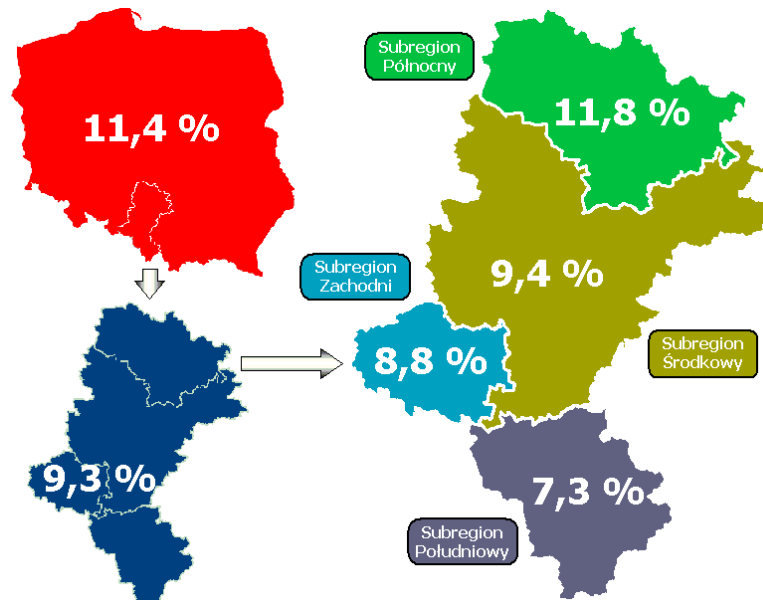 Subregion
Północny
11,4 %
11,8 %
Subregion
Zachodni
9,4 %
8,8 %
Subregion
Środkowy
9,3 %
7,3 %
Subregion
Południowy